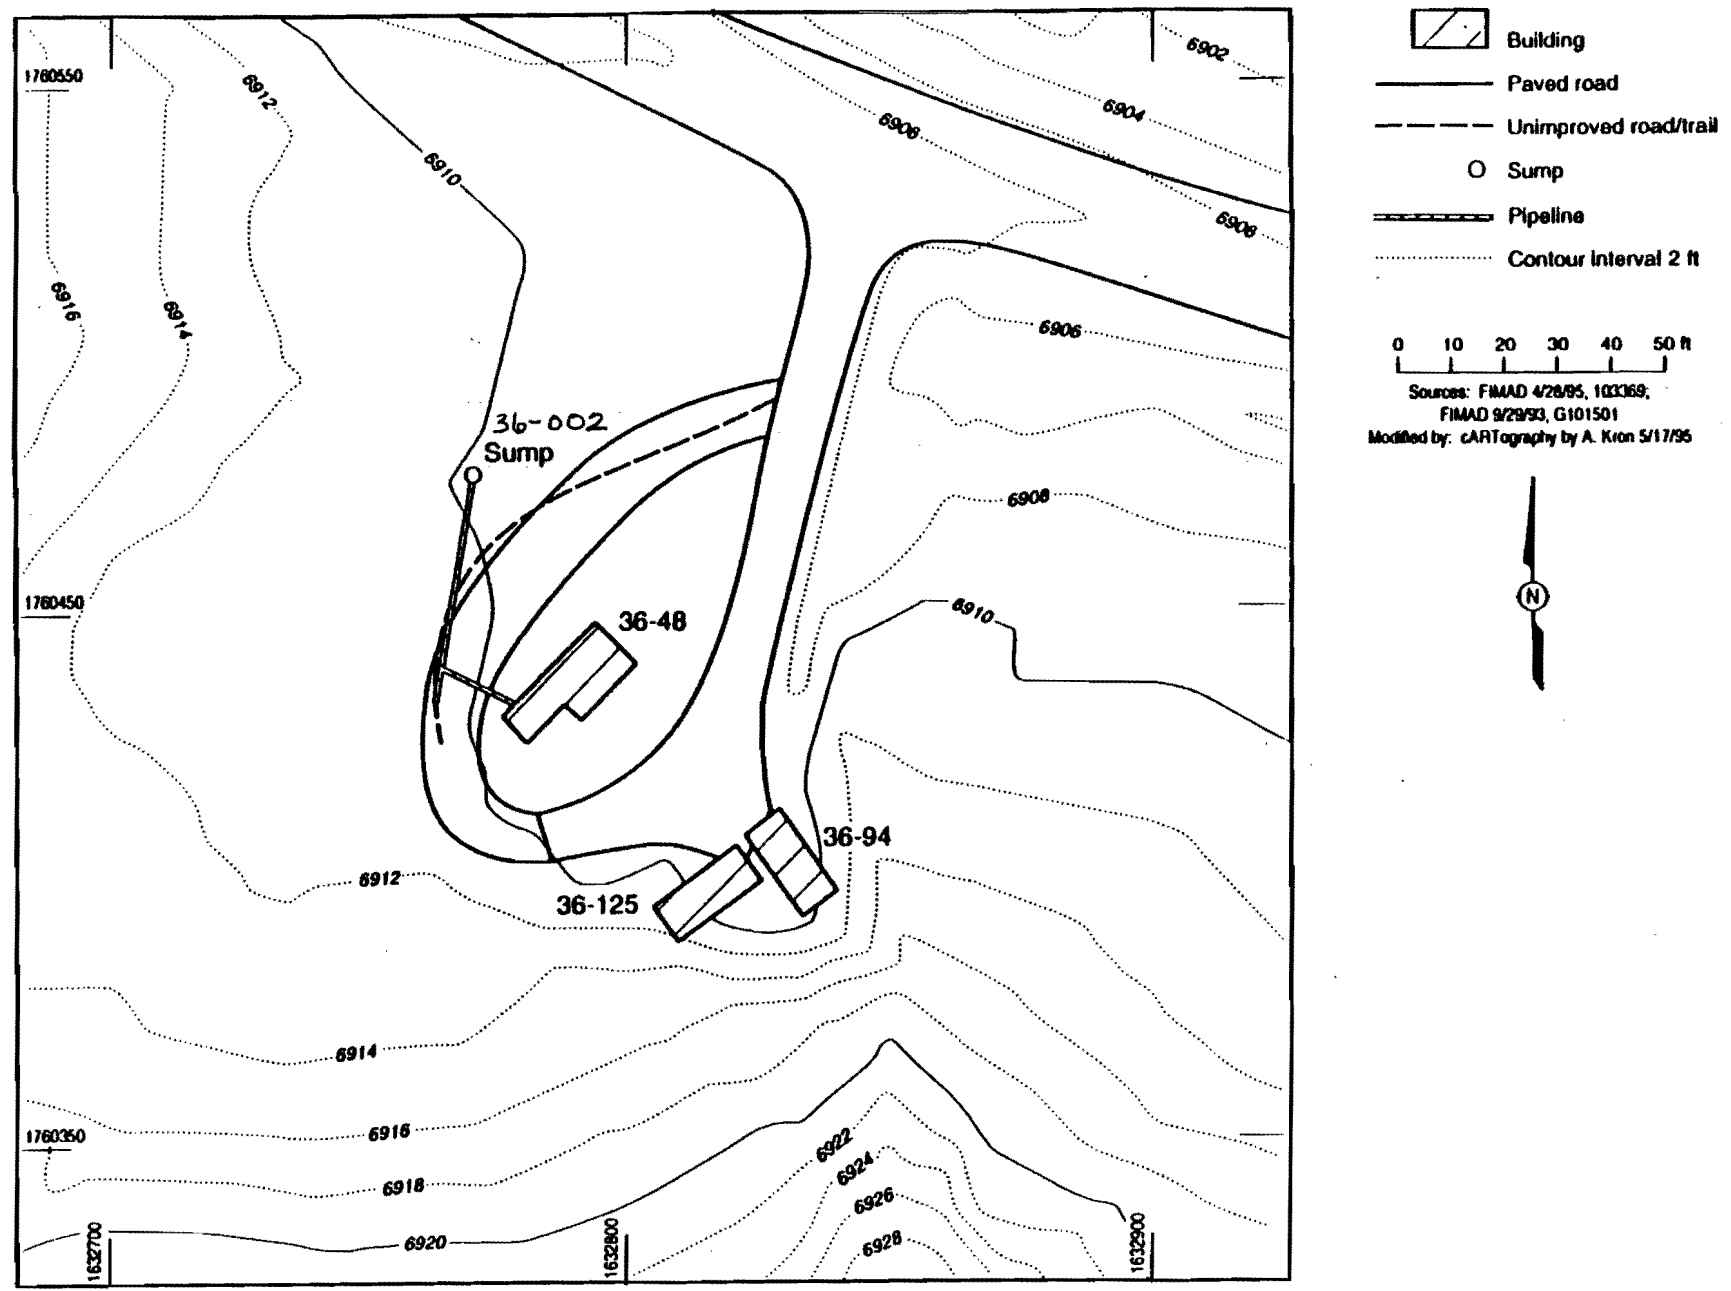 Building
Paved road
Unimproved road/trail
Sump
Pipeline
Contour interval 2 ft
0 10 20 30 40 50 ft
Sources: FIMAD 4/28/95, 103369;
FIMAD 9/29/93, G101501
Modified by: cARTography by A. Kron 5/17/95
N
1760550
6912
6910
6902
6904
6906
6906
6916
6914
6906
36-002
Sump
6908
1760450
6910
36-48
36-94
36-125
6912
6914
1760350
6916
6918
6920
6922
6924
6926
6928
1632700
1632800
1632900